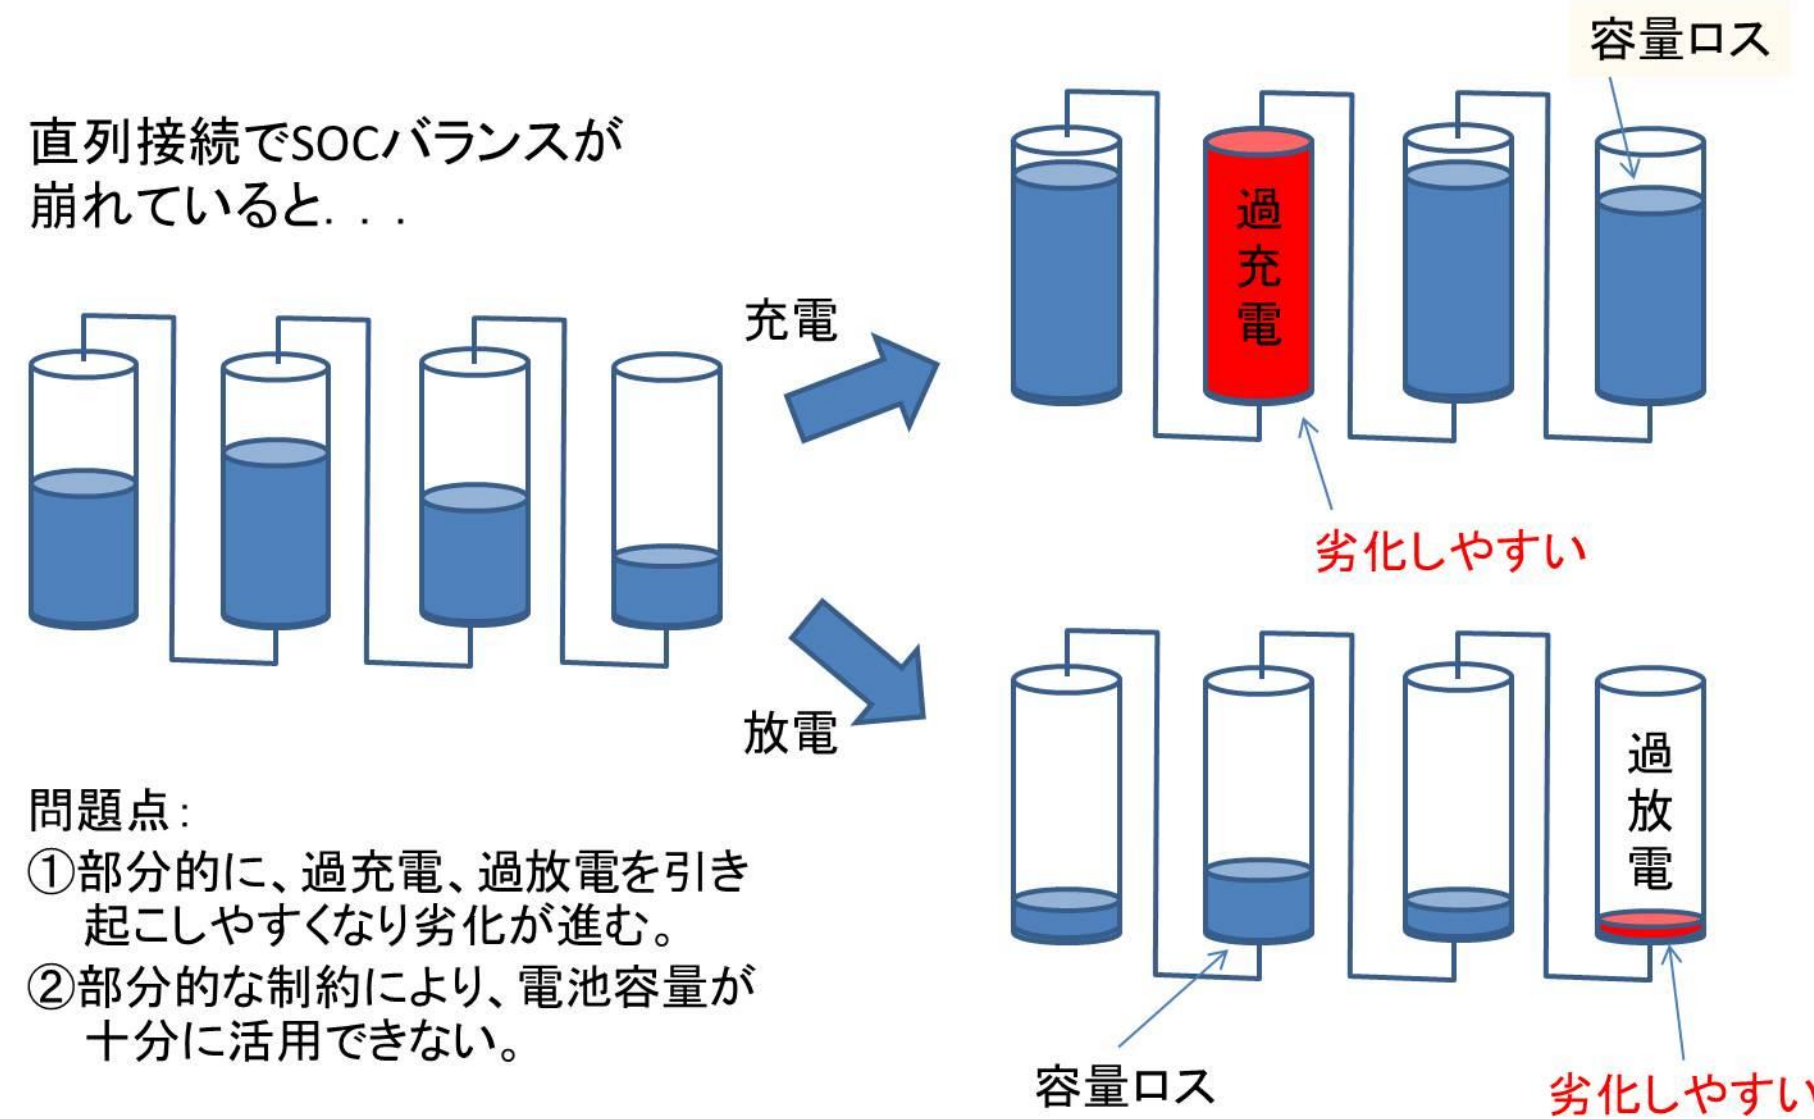 直列接続でSOCバランスが
崩れていると. . .
充電
放電
問題点:
①部分的に、過充電、過放電を引き
起こしやすくなり劣化が進む。
②部分的な制約により、電池容量が
十分に活用できない。
容量ロス
過充電
劣化しやすい
過放電
容量ロス
劣化しやすい